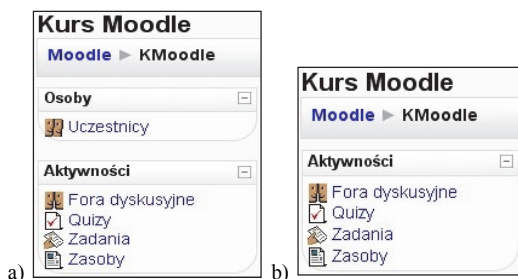 Kurs Moodle
Moodle ► KMoodle
Osoby
Uczestnicy
Aktywności
Fora dyskusyjne
Quizy
Zadania
Zasoby
a)
Kurs Moodle
Moodle ► KMoodle
Aktywności
Fora dyskusyjne
Quizy
Zadania
Zasoby
b)